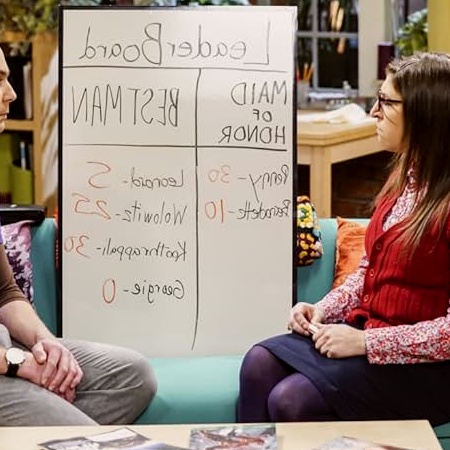 LeaderBoard
MAID
OF
HONOR
Penny - 30
Bernadette - 10
BESTMAN
Leonard - 5
Wolowitz - 25
Koothrappali - 30
Georgie - 0